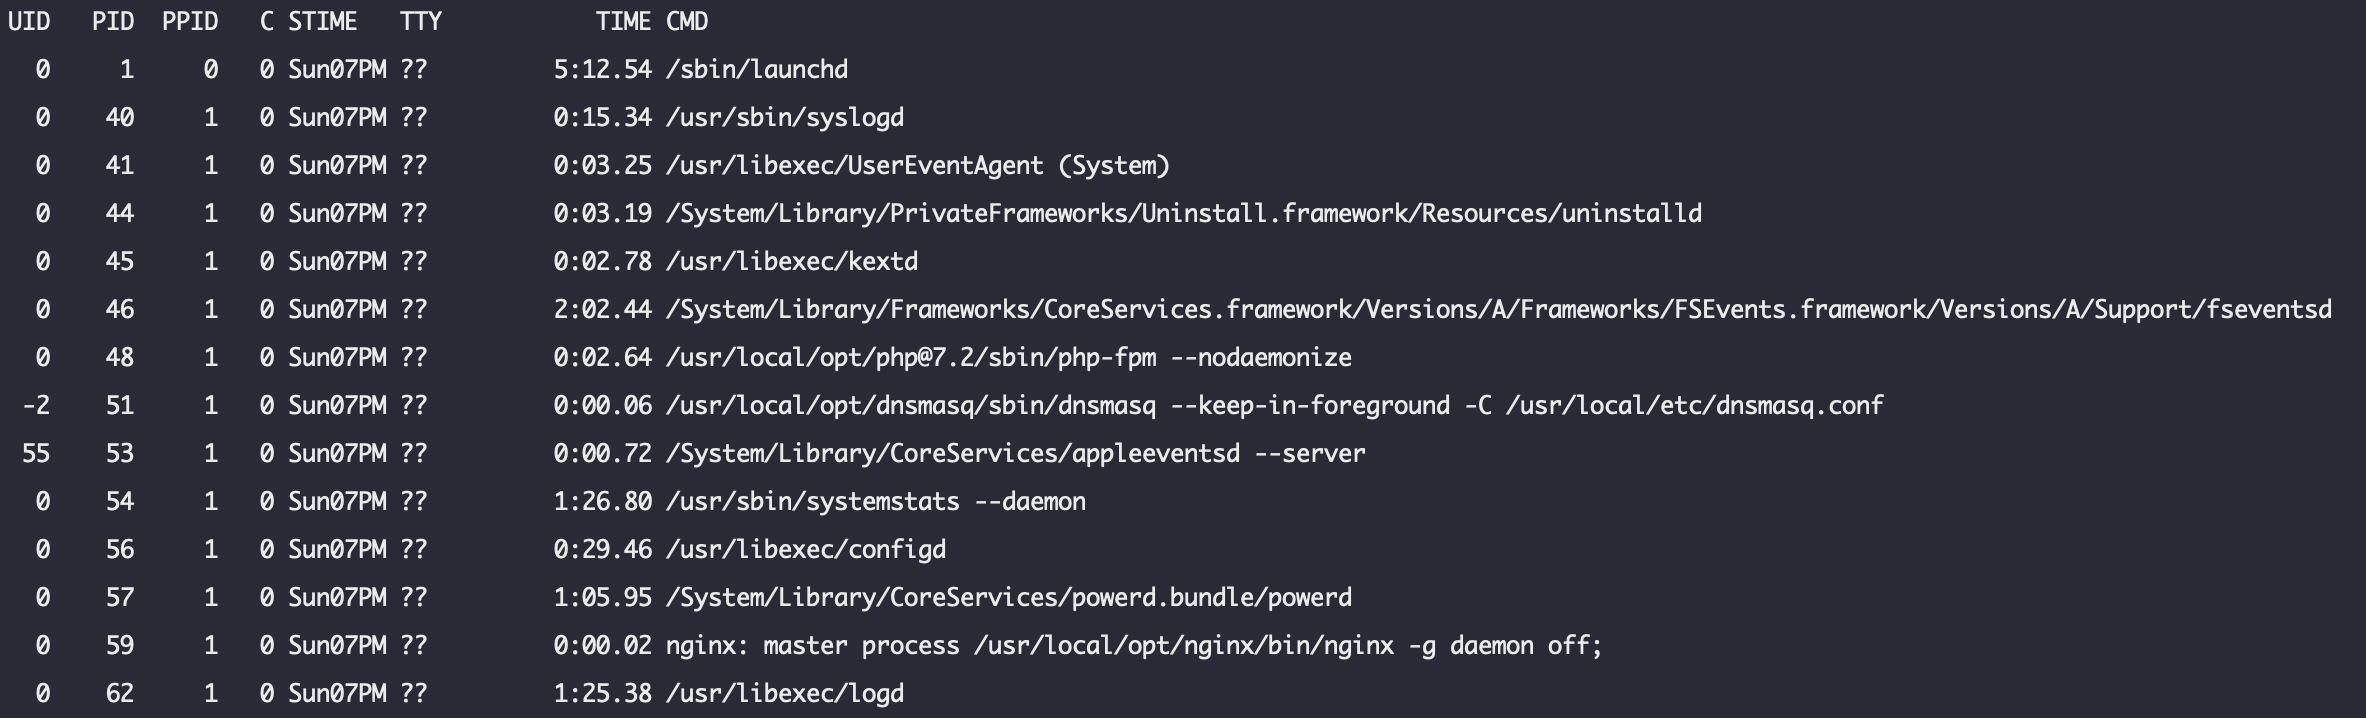 UID PID PPID C STIME TTY TIME CMD
0 1 0 0 Sun07PM ?? 5:12.54 /sbin/launchd
0 40 1 0 Sun07PM ?? 0:15.34 /usr/sbin/syslogd
0 41 1 0 Sun07PM ?? 0:03.25 /usr/libexec/UserEventAgent (System)
0 44 1 0 Sun07PM ?? 0:03.19 /System/Library/PrivateFrameworks/Uninstall.framework/Resources/uninstalld
0 45 1 0 Sun07PM ?? 0:02.78 /usr/libexec/kextd
0 46 1 0 Sun07PM ?? 2:02.44 /System/Library/Frameworks/CoreServices.framework/Versions/A/Frameworks/FSEvents.framework/Versions/A/Support/fseventsd
0 48 1 0 Sun07PM ?? 0:02.64 /usr/local/opt/php@7.2/sbin/php-fpm --nodaemonize
-2 51 1 0 Sun07PM ?? 0:00.06 /usr/local/opt/dnsmasq/sbin/dnsmasq --keep-in-foreground -C /usr/local/etc/dnsmasq.conf
55 53 1 0 Sun07PM ?? 0:00.72 /System/Library/CoreServices/appleeventsd --server
0 54 1 0 Sun07PM ?? 1:26.80 /usr/sbin/systemstats --daemon
0 56 1 0 Sun07PM ?? 0:29.46 /usr/libexec/configd
0 57 1 0 Sun07PM ?? 1:05.95 /System/Library/CoreServices/powerd.bundle/powerd
0 59 1 0 Sun07PM ?? 0:00.02 nginx: master process /usr/local/opt/nginx/bin/nginx -g daemon off;
0 62 1 0 Sun07PM ?? 1:25.38 /usr/libexec/logd